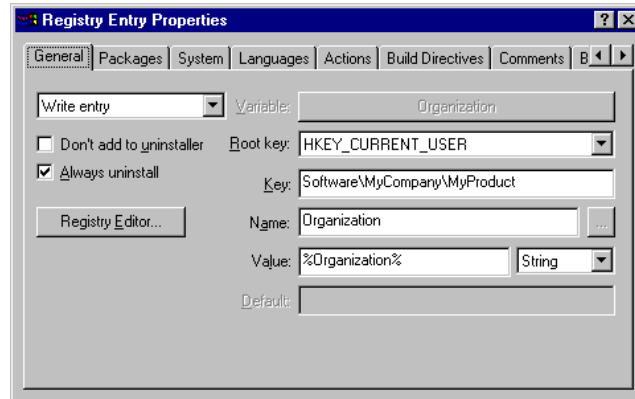 Registry Entry Properties
General Packages System Languages Actions Build Directives Comments B
Write entry Variable: Organization
Don't add to uninstaller Root key: HKEY_CURRENT_USER
Always uninstall
Key: Software\MyCompany\MyProduct
Registry Editor... Name: Organization ...
Value: %Organization% String
Default: